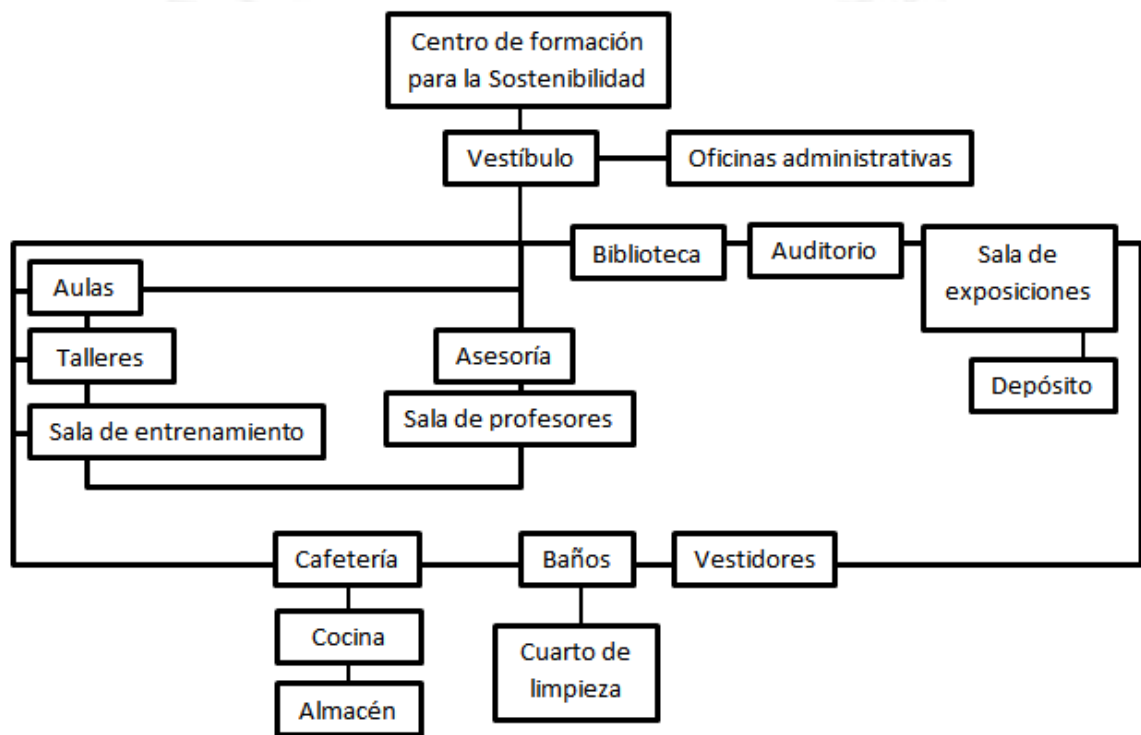 Centro de formación
para la Sostenibilidad
Vestíbulo
Oficinas administrativas
Biblioteca
Auditorio
Sala de
exposiciones
Aulas
Talleres
Asesoría
Depósito
Sala de entrenamiento
Sala de profesores
Cafetería
Baños
Vestidores
Cocina
Cuarto de
limpieza
Almacén